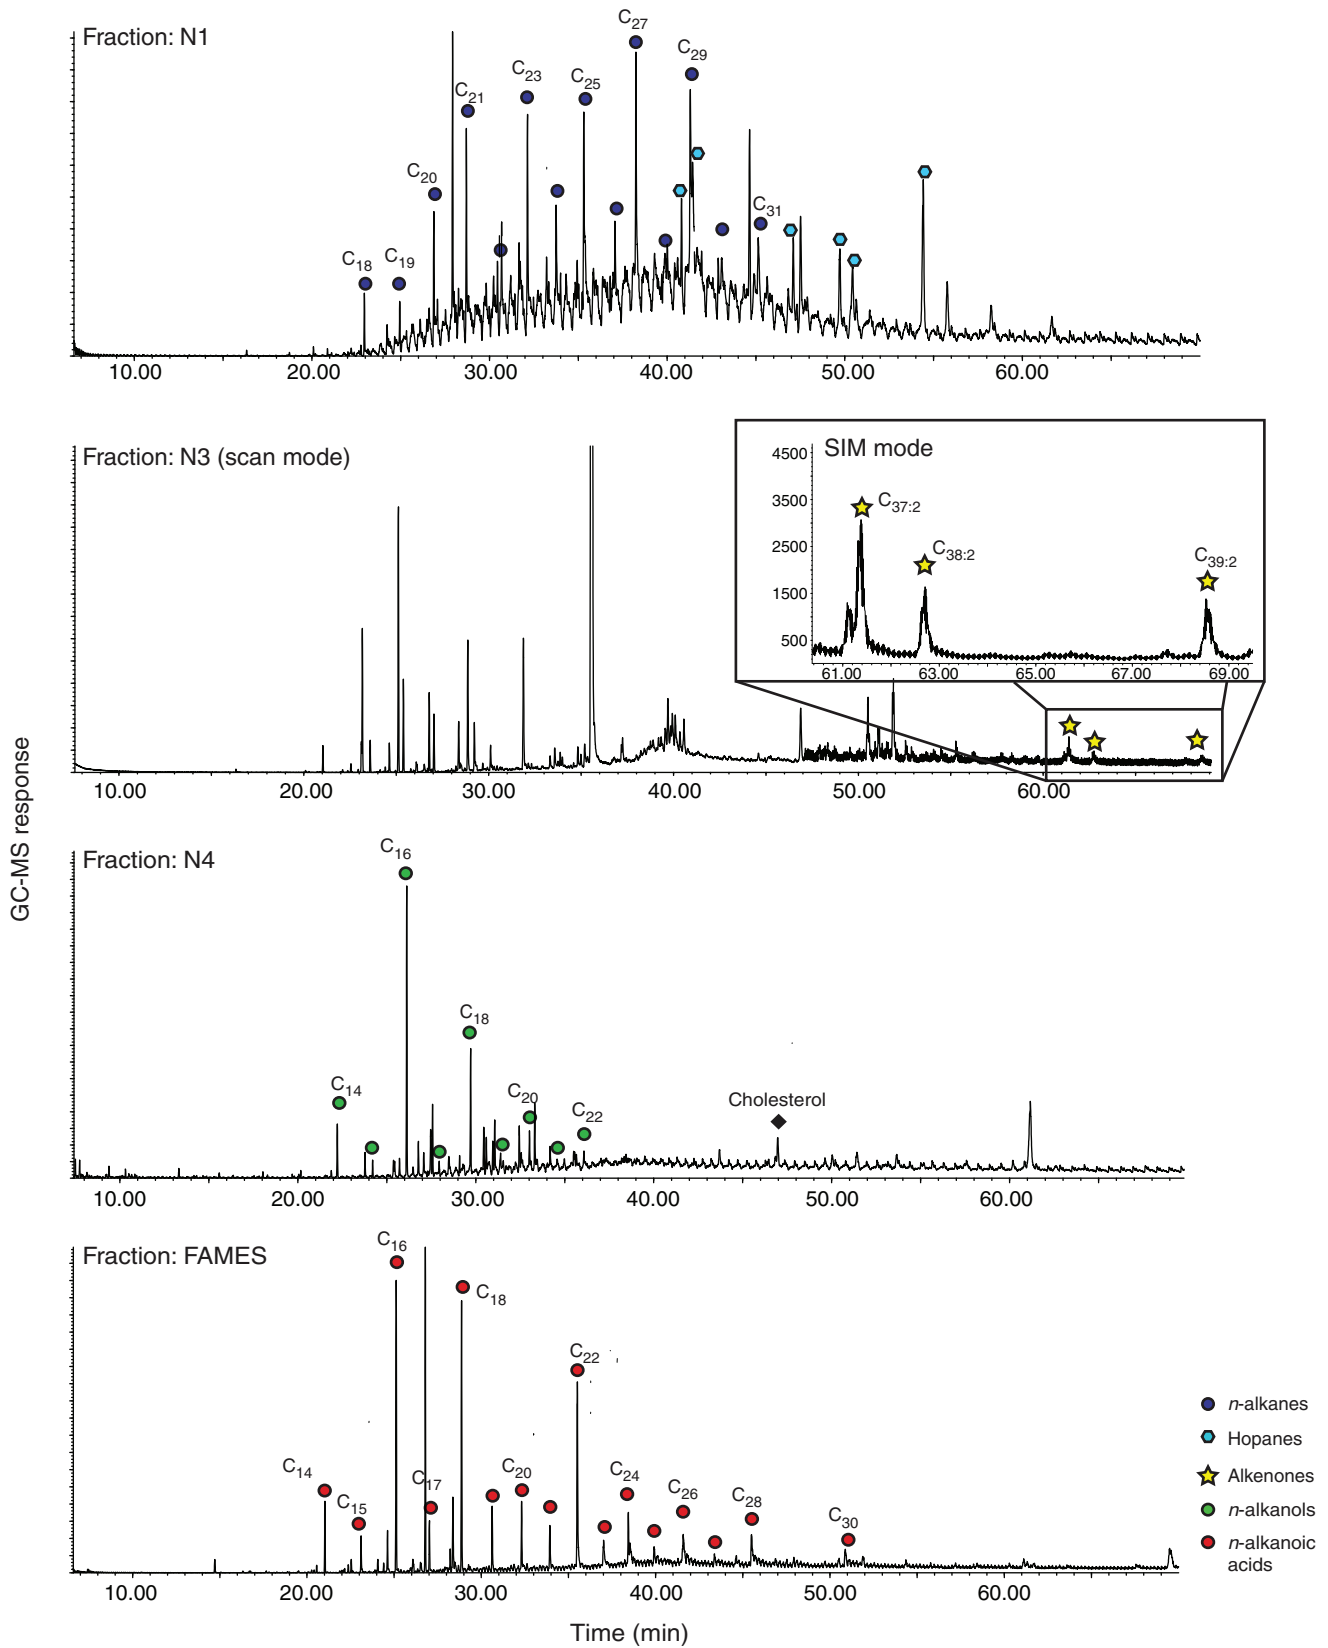 Fraction: N1
C18
C19
C20
C21
C23
C25
C27
C29
C31
10.00 20.00 30.00 40.00 50.00 60.00
Fraction: N3 (scan mode)
SIM mode
4500
3500
2500
1500
500
C37:2
C38:2
C39:2
61.00 63.00 65.00 67.00 69.00
10.00 20.00 30.00 40.00 50.00 60.00
GC-MS response
Fraction: N4
C14
C16
C18
C20
C22
Cholesterol
10.00 20.00 30.00 40.00 50.00 60.00
Fraction: FAMES
C14
C15
C16
C17
C18
C20
C22
C24
C26
C28
C30
10.00 20.00 30.00 40.00 50.00 60.00
Time (min)
n-alkanes
Hopanes
Alkenones
n-alkanols
n-alkanoic
acids